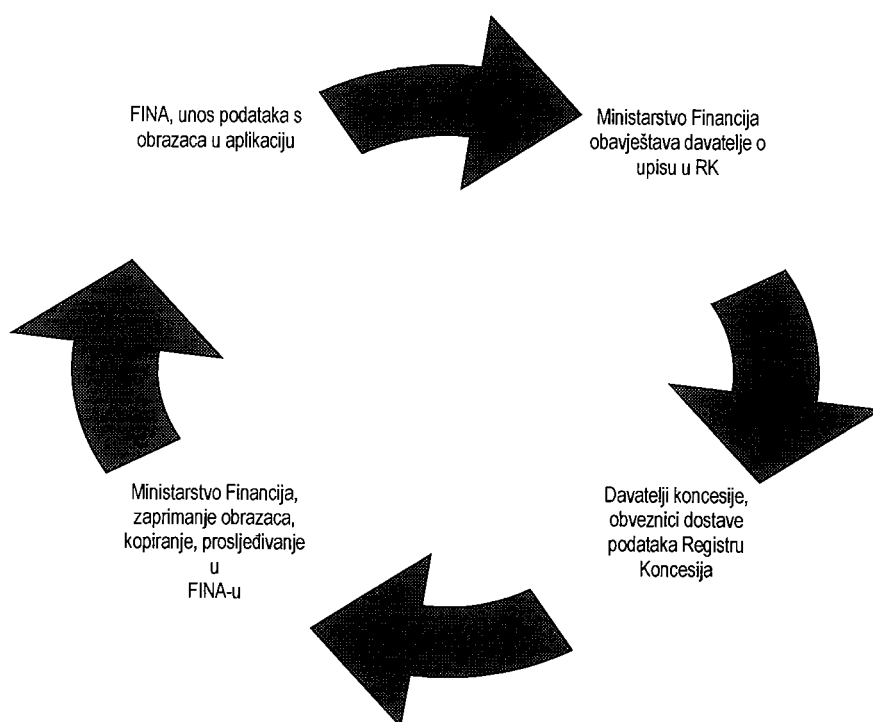 FINA, unos podataka s
obrazaca u aplikaciju
Ministarstvo Financija
obavještava davatelje o
upisu u RK
Ministarstvo Financija,
zaprimanje obrazaca,
kopiranje, prosljeđivanje
u
FINA-u
Davatelji koncesije,
obveznici dostave
podataka Registru
Koncesija